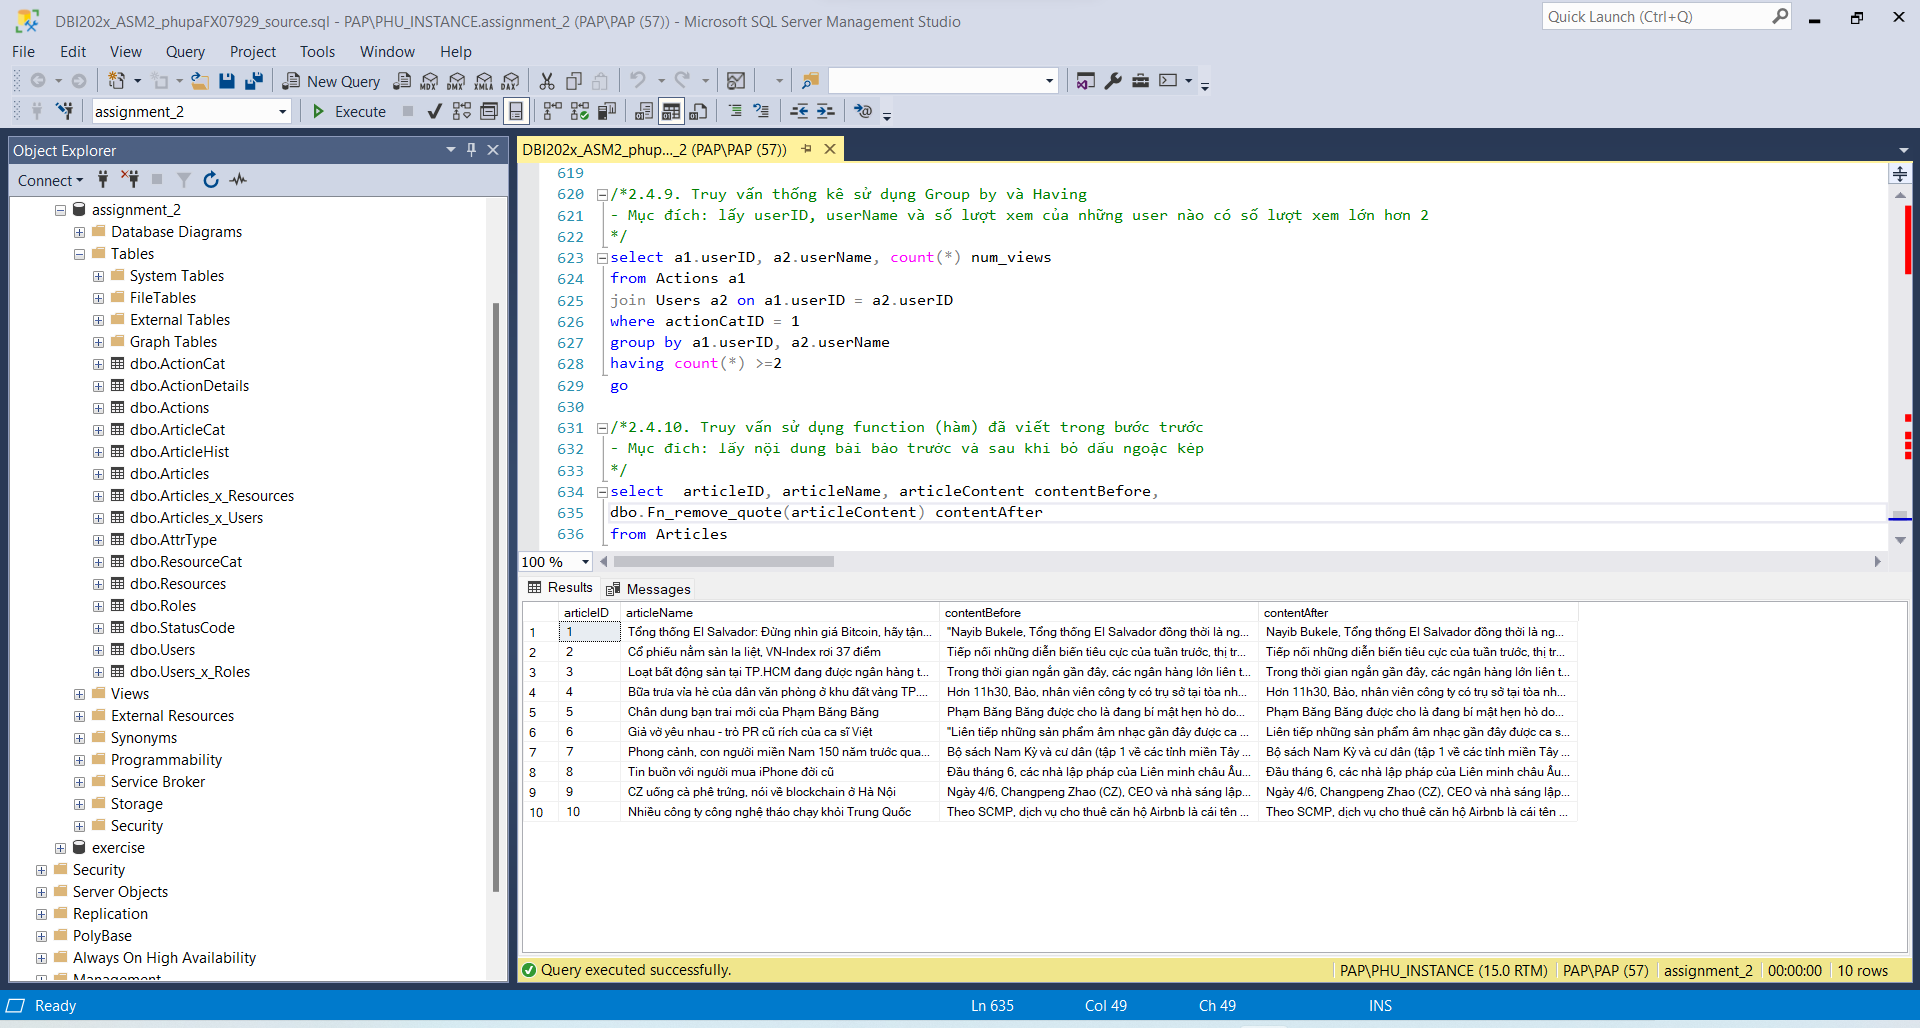 DBI202x_ASM2_phupaFX07929_source.sql - PAP\PHU_INSTANCE.assignment_2 (PAP\PAP (57)) - Microsoft SQL Server Management Studio
Quick Launch (Ctrl+Q)
File Edit View Query Project Tools Window Help
New Query MDX DMX XMLA DAX
assignment_2 Execute
Object Explorer
Connect
assignment_2
Database Diagrams
Tables
System Tables
FileTables
External Tables
Graph Tables
dbo.ActionCat
dbo.ActionDetails
dbo.Actions
dbo.ArticleCat
dbo.ArticleHist
dbo.Articles
dbo.Articles_x_Resources
dbo.Articles_x_Users
dbo.AttrType
dbo.ResourceCat
dbo.Resources
dbo.Roles
dbo.StatusCode
dbo.Users
dbo.Users_x_Roles
Views
External Resources
Synonyms
Programmability
Service Broker
Storage
Security
exercise
Security
Server Objects
Replication
PolyBase
Always On High Availability
Management
DBI202x_ASM2_phup..._2 (PAP\PAP (57))
619
620 /*2.4.9. Truy vấn thống kê sử dụng Group by và Having
621 - Mục đích: lấy userID, userName và số lượt xem của những user nào có số lượt xem lớn hơn 2
622 */
623 select a1.userID, a2.userName, count(*) num_views
624 from Actions a1
625 join Users a2 on a1.userID = a2.userID
626 where actionCatID = 1
627 group by a1.userID, a2.userName
628 having count(*) >=2
629 go
630
631 /*2.4.10. Truy vấn sử dụng function (hàm) đã viết trong bước trước
632 - Mục đích: lấy nội dung bài báo trước và sau khi bỏ dấu ngoặc kép
633 */
634 select  articleID, articleName, articleContent contentBefore,
635 dbo.Fn_remove_quote(articleContent) contentAfter
636 from Articles
100 %
Results Messages
articleID articleName contentBefore contentAfter
1 1 Tổng thống El Salvador: Đừng nhìn giá Bitcoin, hãy tận... "Nayib Bukele, Tổng thống El Salvador đồng thời là ng... Nayib Bukele, Tổng thống El Salvador đồng thời là ng...
2 2 Cổ phiếu nằm sàn la liệt, VN-Index rơi 37 điểm Tiếp nối những diễn biến tiêu cực của tuần trước, thị tr... Tiếp nối những diễn biến tiêu cực của tuần trước, thị tr...
3 3 Loạt bất động sản tại TP.HCM đang được ngân hàng t... Trong thời gian ngắn gần đây, các ngân hàng lớn liên t... Trong thời gian ngắn gần đây, các ngân hàng lớn liên t...
4 4 Bữa trưa vỉa hè của dân văn phòng ở khu đất vàng TP.... Hơn 11h30, Bảo, nhân viên công ty có trụ sở tại tòa nh... Hơn 11h30, Bảo, nhân viên công ty có trụ sở tại tòa nh...
5 5 Chân dung bạn trai mới của Phạm Băng Băng Phạm Băng Băng được cho là đang bí mật hẹn hò do... Phạm Băng Băng được cho là đang bí mật hẹn hò do...
6 6 Giả vờ yêu nhau - trò PR cũ rích của ca sĩ Việt "Liên tiếp những sản phẩm âm nhạc gần đây được ca ... Liên tiếp những sản phẩm âm nhạc gần đây được ca s...
7 7 Phong cảnh, con người miền Nam 150 năm trước qua... Bộ sách Nam Kỳ và cư dân (tập 1 về các tỉnh miền Tây ... Bộ sách Nam Kỳ và cư dân (tập 1 về các tỉnh miền Tây ...
8 8 Tin buồn với người mua iPhone đời cũ Đầu tháng 6, các nhà lập pháp của Liên minh châu Âu... Đầu tháng 6, các nhà lập pháp của Liên minh châu Âu...
9 9 CZ uống cà phê trứng, nói về blockchain ở Hà Nội Ngày 4/6, Changpeng Zhao (CZ), CEO và nhà sáng lập... Ngày 4/6, Changpeng Zhao (CZ), CEO và nhà sáng lập...
10 10 Nhiều công ty công nghệ tháo chạy khỏi Trung Quốc Theo SCMP, dịch vụ cho thuê căn hộ Airbnb là cái tên ... Theo SCMP, dịch vụ cho thuê căn hộ Airbnb là cái tên ...
Query executed successfully. PAP\PHU_INSTANCE (15.0 RTM) PAP\PAP (57) assignment_2 00:00:00 10 rows
Ready Ln 635 Col 49 Ch 49 INS